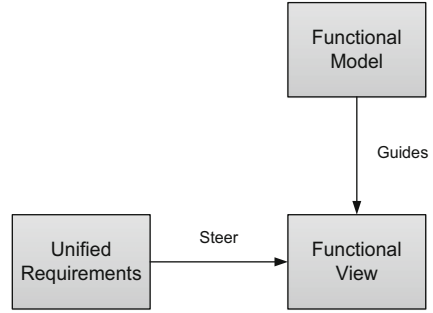 Functional
Model
Guides
Steer
Unified
Requirements
Functional
View